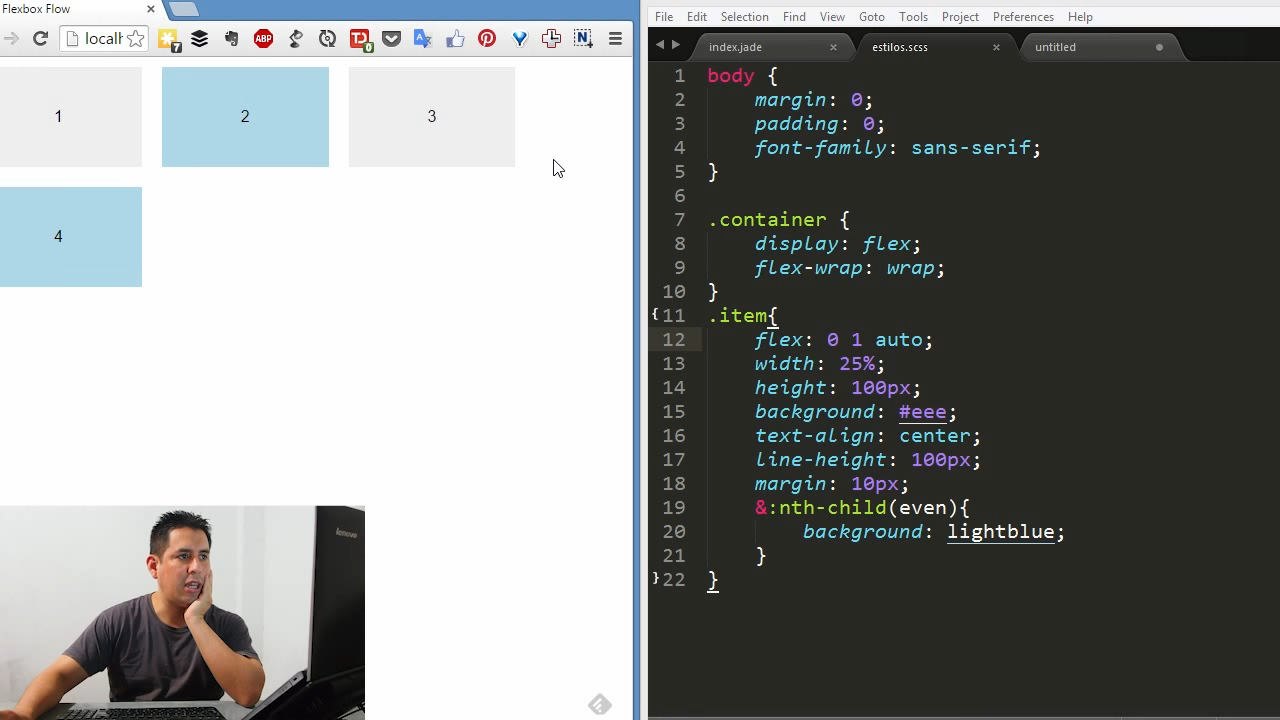 Flexbox Flow
localh
7
ABP
0
N
1
2
3
4
lenovo
File Edit Selection Find View Goto Tools Project Preferences Help
index.jade
estilos.scss
untitled
1 body {
2 margin: 0;
3 padding: 0;
4 font-family: sans-serif;
5 }
6
7 .container {
8 display: flex;
9 flex-wrap: wrap;
10 }
11 .item{
12 flex: 0 1 auto;
13 width: 25%;
14 height: 100px;
15 background: #eee;
16 text-align: center;
17 line-height: 100px;
18 margin: 10px;
19 &:nth-child(even){
20 background: lightblue;
21 }
22 }